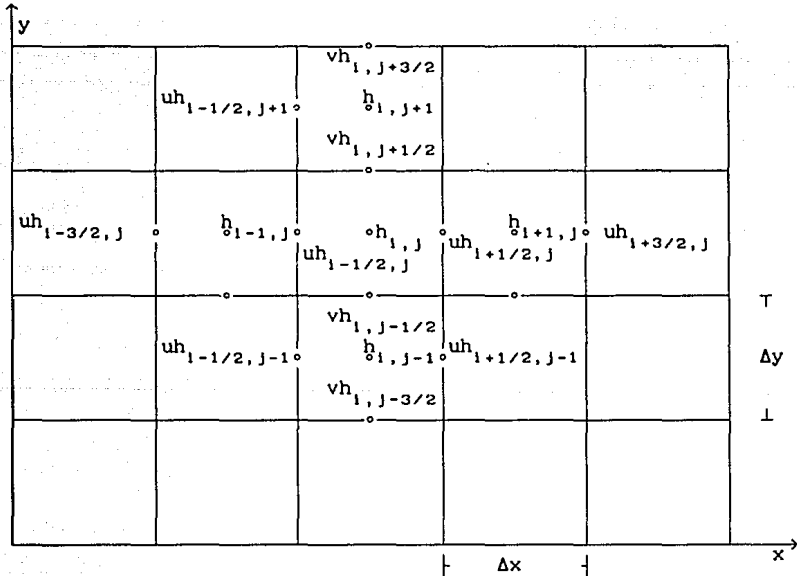 y
vh i, j+3/2
uh i-1/2, j+1 h i, j+1
vh i, j+1/2
uh i-3/2, j h i-1, j h i, j h i+1, j uh i+3/2, j
uh i-1/2, j uh i+1/2, j
vh i, j-1/2
uh i-1/2, j-1 h i, j-1 uh i+1/2, j-1 Δy
vh i, j-3/2
x
Δx